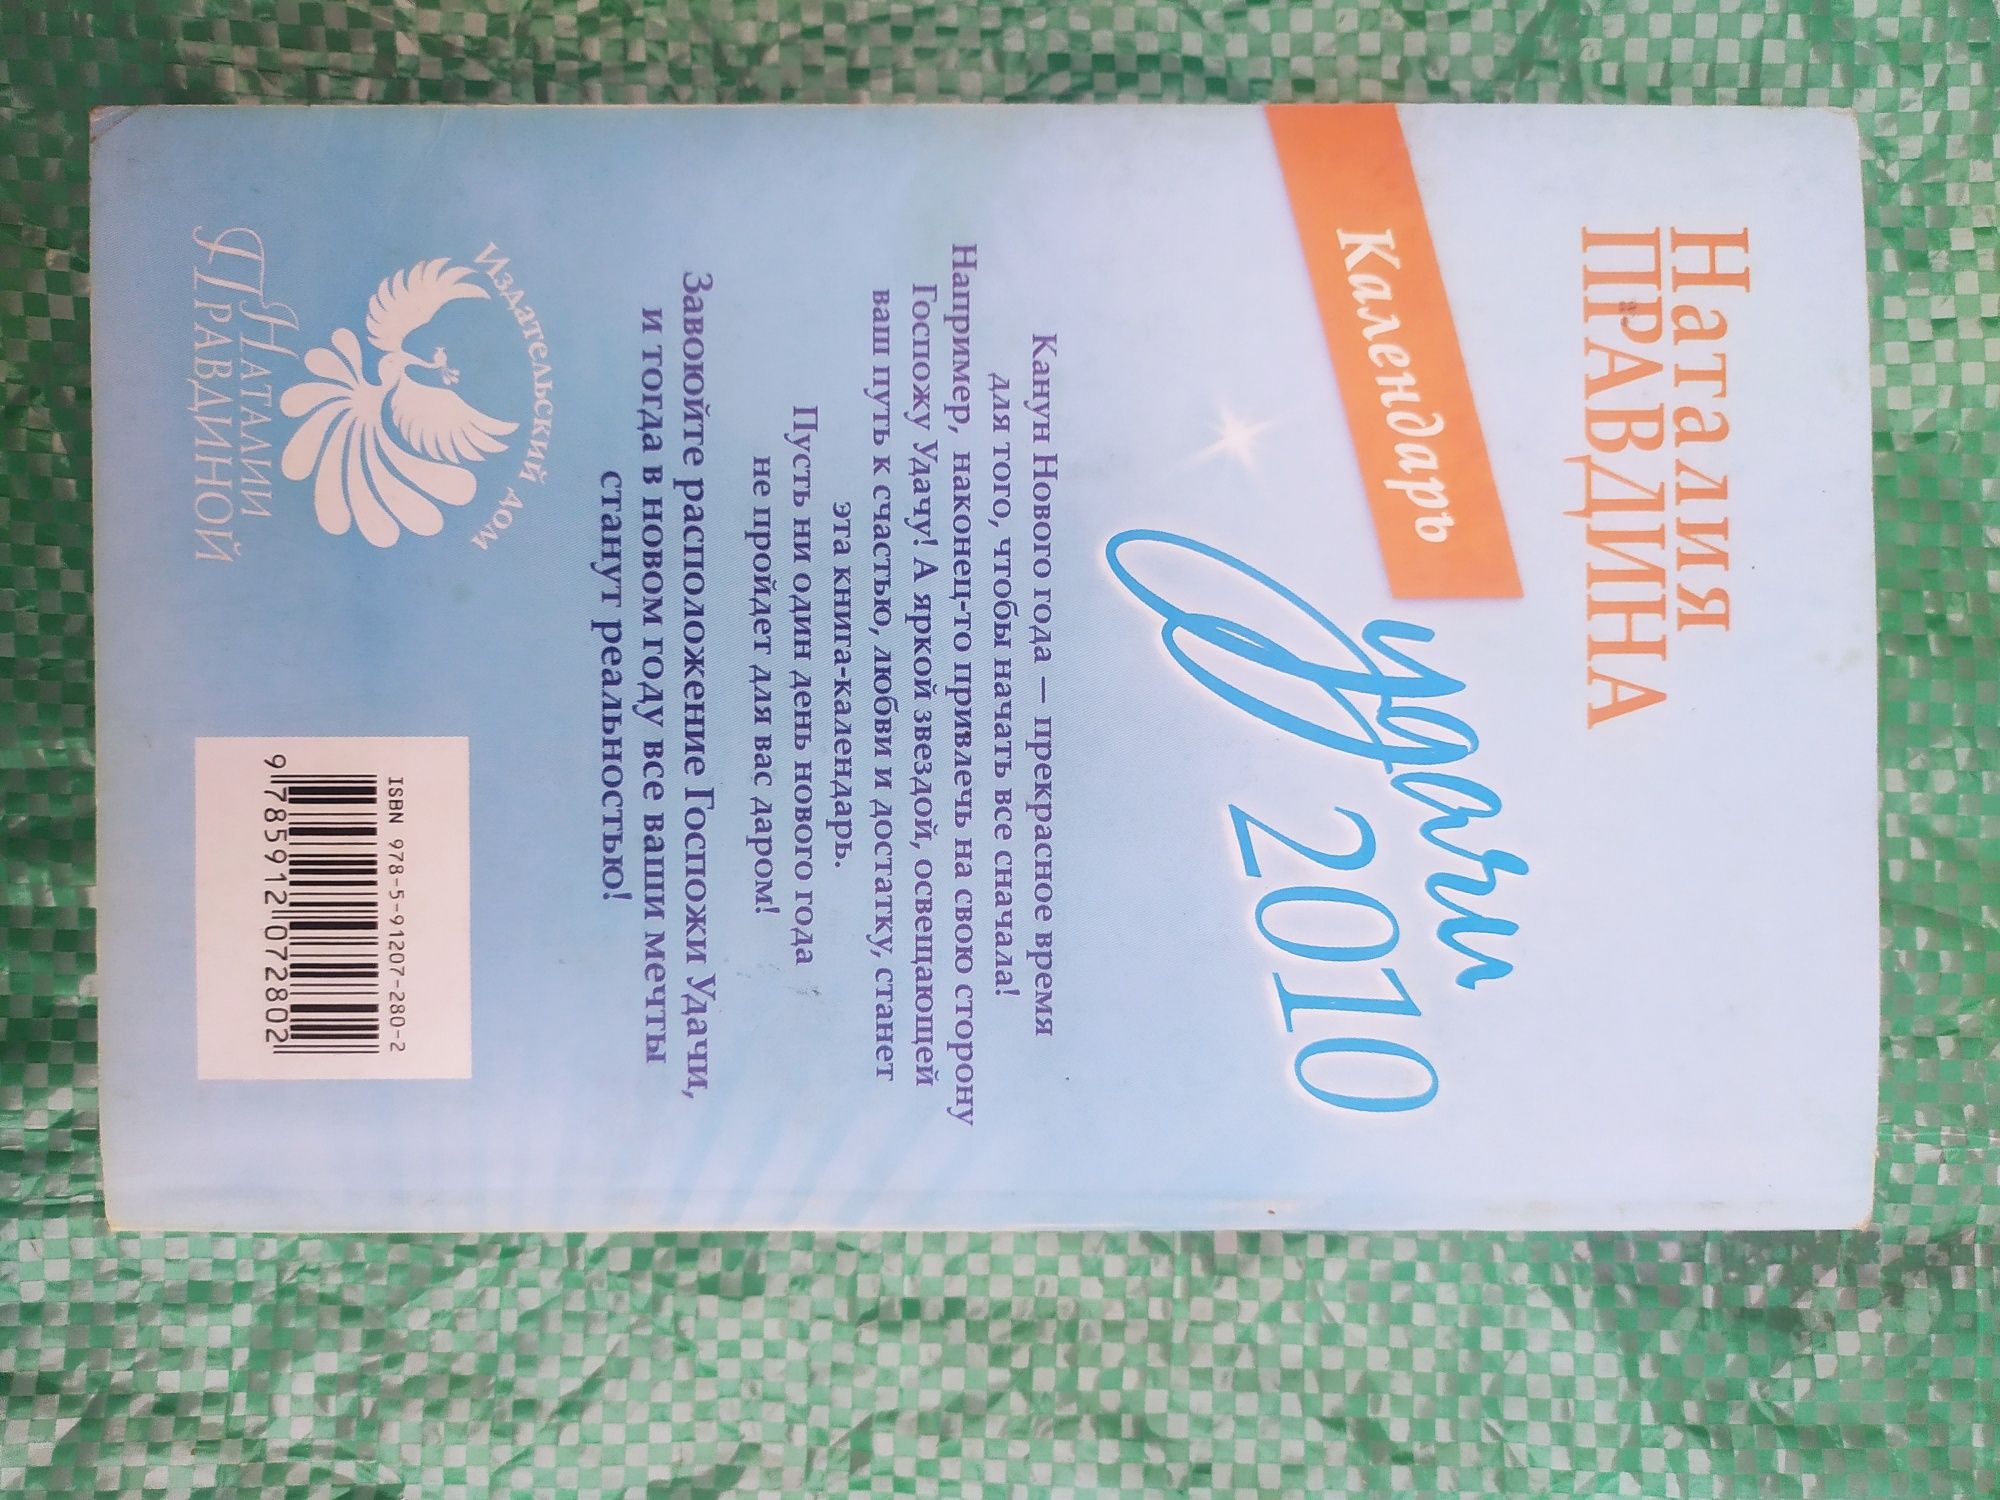 Наталия
ПРАВДИНА
Календарь
удачи
2010
Канун Нового года — прекрасное время
для того, чтобы начать все сначала!
Например, наконец-то привлечь на свою сторону
Госпожу Удачу! А яркой звездой, освещающей
ваш путь к счастью, любви и достатку, станет
эта книга-календарь.
Пусть ни один день нового года
не пройдет для вас даром!
Завоюйте расположение Госпожи Удачи,
и тогда в новом году все ваши мечты
станут реальностью!
Издательский дом
Наталии
Правдиной
ISBN 978-5-91207-280-2
9 785912 072802